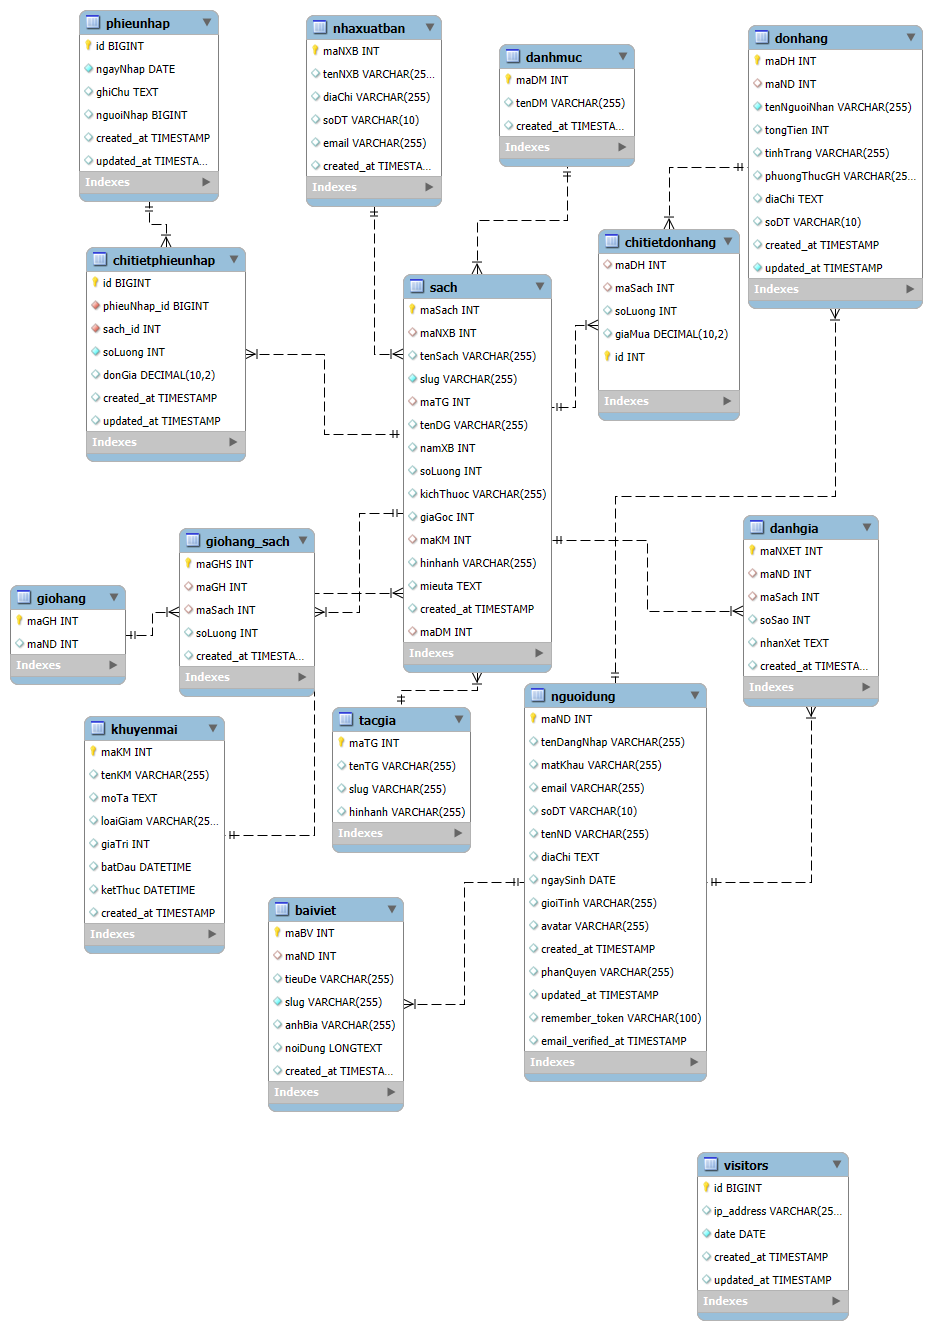 phieunhap
id BIGINT
ngayNhap DATE
ghiChu TEXT
nguoiNhap BIGINT
created_at TIMESTAMP
updated_at TIMESTA...
Indexes
nhaxuatban
maNXB INT
tenNXB VARCHAR(25...
diaChi VARCHAR(255)
soDT VARCHAR(10)
email VARCHAR(255)
created_at TIMESTA...
Indexes
danhmuc
maDM INT
tenDM VARCHAR(255)
created_at TIMESTA...
Indexes
donhang
maDH INT
maND INT
tenNguoiNhan VARCHAR(255)
tongTien INT
tinhTrang VARCHAR(255)
phuongThucGH VARCHAR(25...
diaChi TEXT
soDT VARCHAR(10)
created_at TIMESTAMP
updated_at TIMESTAMP
Indexes
chitietphieunhap
id BIGINT
phieuNhap_id BIGINT
sach_id INT
soLuong INT
donGia DECIMAL(10,2)
created_at TIMESTAMP
updated_at TIMESTAMP
Indexes
sach
maSach INT
maNXB INT
tenSach VARCHAR(255)
slug VARCHAR(255)
maTG INT
tenDG VARCHAR(255)
namXB INT
soLuong INT
kichThuoc VARCHAR(255)
giaGoc INT
maKM INT
hinhanh VARCHAR(255)
mieuta TEXT
created_at TIMESTAMP
maDM INT
Indexes
chitietdonhang
maDH INT
maSach INT
soLuong INT
giaMua DECIMAL(10,2)
id INT
Indexes
giohang_sach
maGHS INT
maGH INT
maSach INT
soLuong INT
created_at TIMESTA...
Indexes
giohang
maGH INT
maND INT
Indexes
danhgia
maNXET INT
maND INT
maSach INT
soSao INT
nhanXet TEXT
created_at TIMESTA...
Indexes
khuyenmai
maKM INT
tenKM VARCHAR(255)
moTa TEXT
loaiGiam VARCHAR(25...
giaTri INT
batDau DATETIME
ketThuc DATETIME
created_at TIMESTAMP
Indexes
tacgia
maTG INT
tenTG VARCHAR(255)
slug VARCHAR(255)
hinhanh VARCHAR(255)
Indexes
nguoidung
maND INT
tenDangNhap VARCHAR(255)
matKhau VARCHAR(255)
email VARCHAR(255)
soDT VARCHAR(10)
tenND VARCHAR(255)
diaChi TEXT
ngaySinh DATE
gioiTinh VARCHAR(255)
avatar VARCHAR(255)
created_at TIMESTAMP
phanQuyen VARCHAR(255)
updated_at TIMESTAMP
remember_token VARCHAR(100)
email_verified_at TIMESTAMP
Indexes
baiviet
maBV INT
maND INT
tieuDe VARCHAR(255)
slug VARCHAR(255)
anhBia VARCHAR(255)
noiDung LONGTEXT
created_at TIMESTA...
Indexes
visitors
id BIGINT
ip_address VARCHAR(25...
date DATE
created_at TIMESTAMP
updated_at TIMESTAMP
Indexes